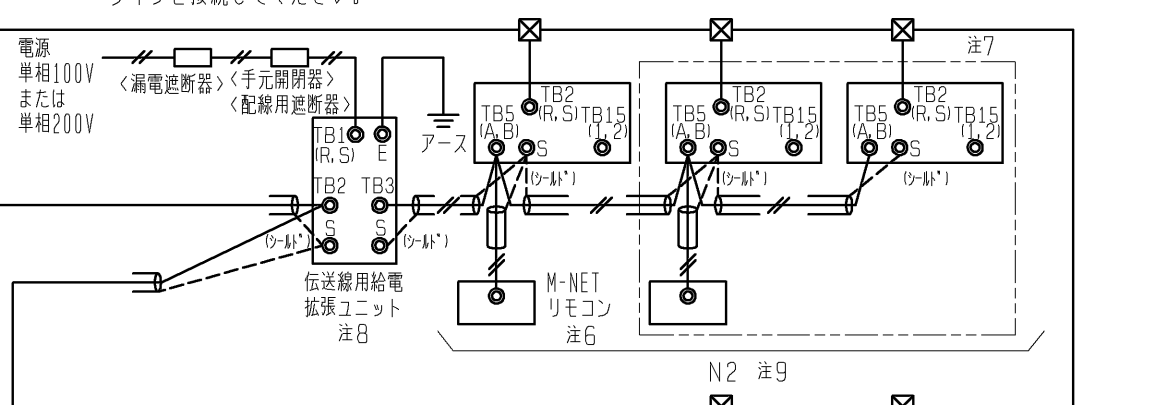 電源
単相100V
または
単相200V
〈漏電遮断器〉
〈手元開閉器〉
〈配線用遮断器〉
アース
TB1
(R,S)
E
TB2
TB3
S
S
(シールド)
(シールド)
伝送線用給電
拡張ユニット
注8
TB2
(R,S)
TB5
(A,B)
TB15
(1,2)
S
(シールド)
M-NET
リモコン
注6
注7
TB2
(R,S)
TB5
(A,B)
TB15
(1,2)
S
(シールド)
TB2
(R,S)
TB5
(A,B)
TB15
(1,2)
S
(シールド)
N2 注9